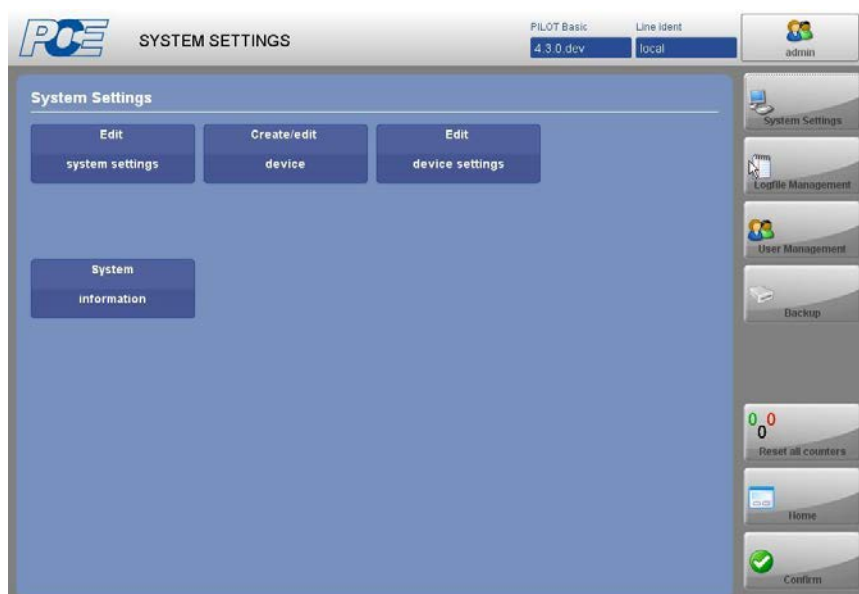 PCE
SYSTEM SETTINGS
PILOT Basic
Line Ident
4.3.0.dev
local
admin
System Settings
Edit
system settings
Create/edit
device
Edit
device settings
System
information
System Settings
Logfile Management
User Management
Backup
0 0
0
Reset all counters
Home
Confirm